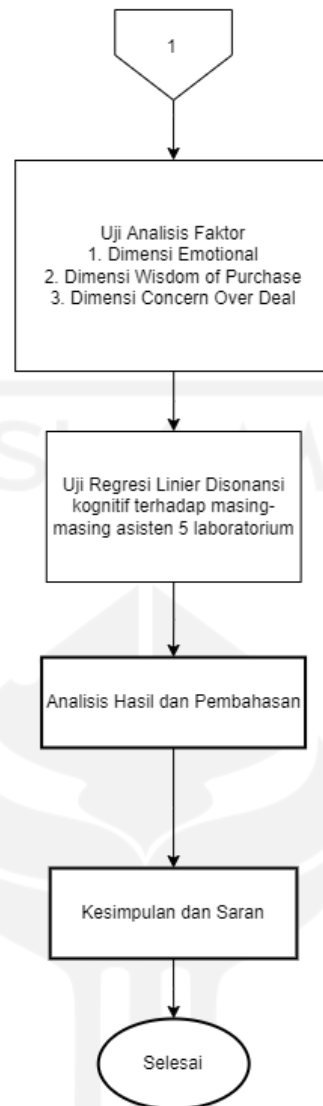 1
Uji Analisis Faktor
1. Dimensi Emotional
2. Dimensi Wisdom of Purchase
3. Dimensi Concern Over Deal
Uji Regresi Linier Disonansi
kognitif terhadap masing-
masing asisten 5 laboratorium
Analisis Hasil dan Pembahasan
Kesimpulan dan Saran
Selesai